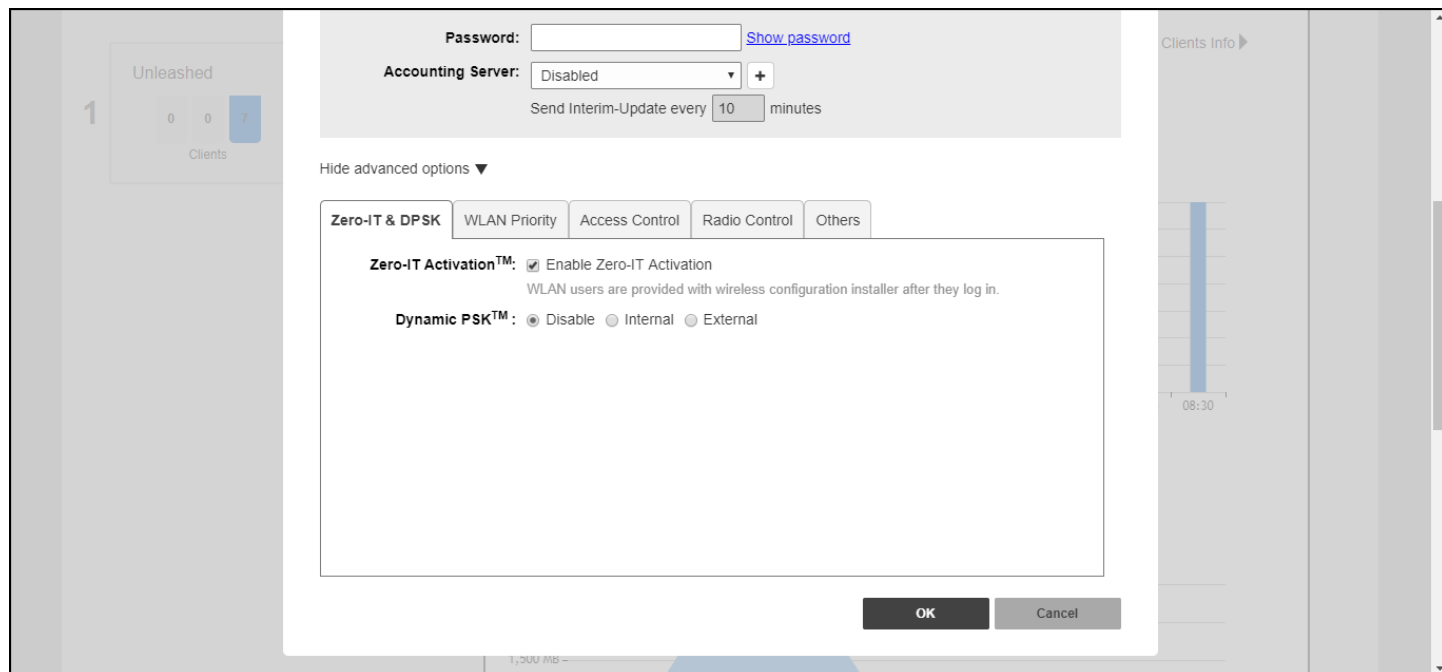 Password: Show password
Clients Info
Unleashed
Accounting Server: Disabled +
1 0 0 7
Send Interim-Update every 10 minutes
Clients
Hide advanced options
Zero-IT & DPSK WLAN Priority Access Control Radio Control Others
Zero-IT Activation™: Enable Zero-IT Activation
WLAN users are provided with wireless configuration installer after they log in.
Dynamic PSK™ : Disable Internal External
08:30
OK Cancel
1,500 MB